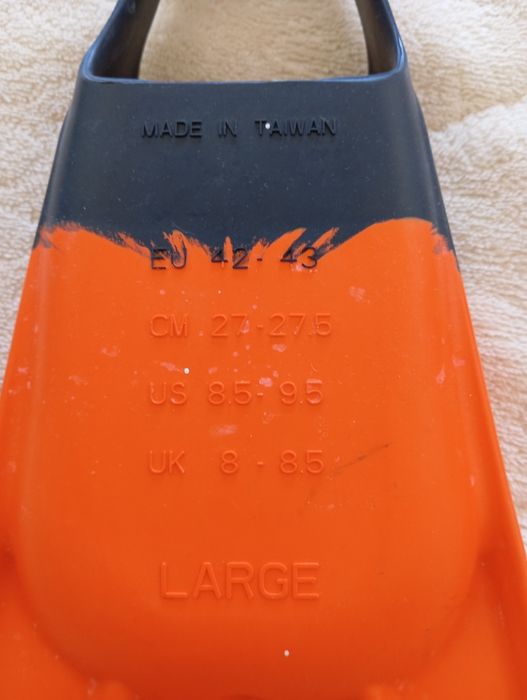 MADE IN TAIWAN
EU 42 - 43
CM 27 - 27.5
US 8.5 - 9.5
UK 8 - 8.5
LARGE